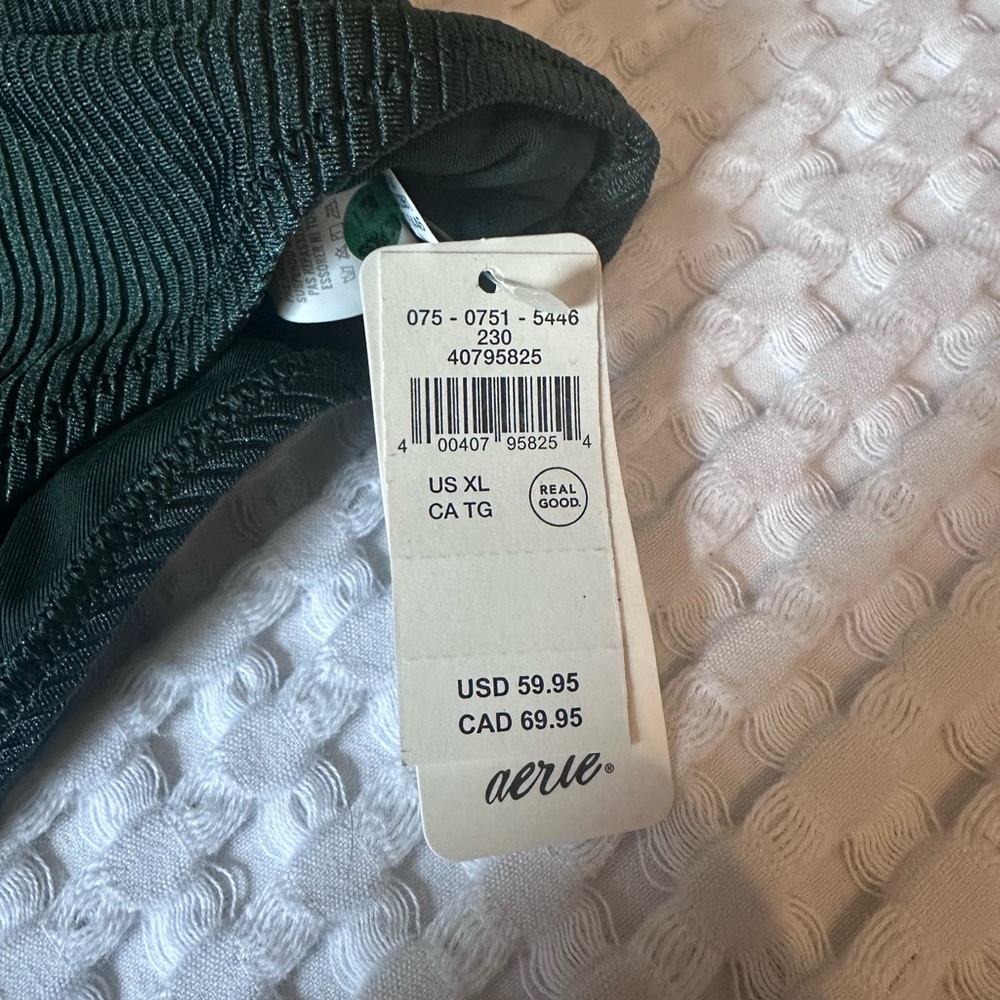 075 - 0751 - 5446
230
40795825
4 00407 95825 4
US XL
CA TG
REAL
GOOD.
USD 59.95
CAD 69.95
aerie®